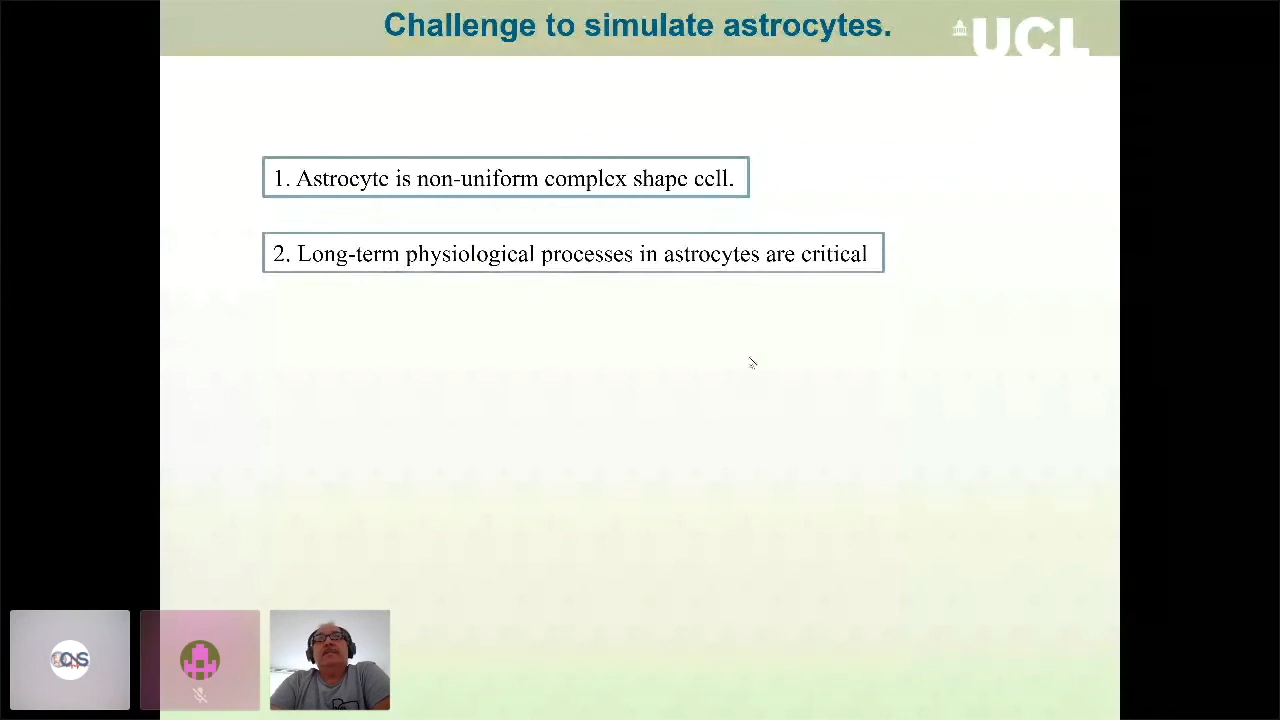 Challenge to simulate astrocytes.
UCL
1. Astrocyte is non-uniform complex shape cell.
2. Long-term physiological processes in astrocytes are critical